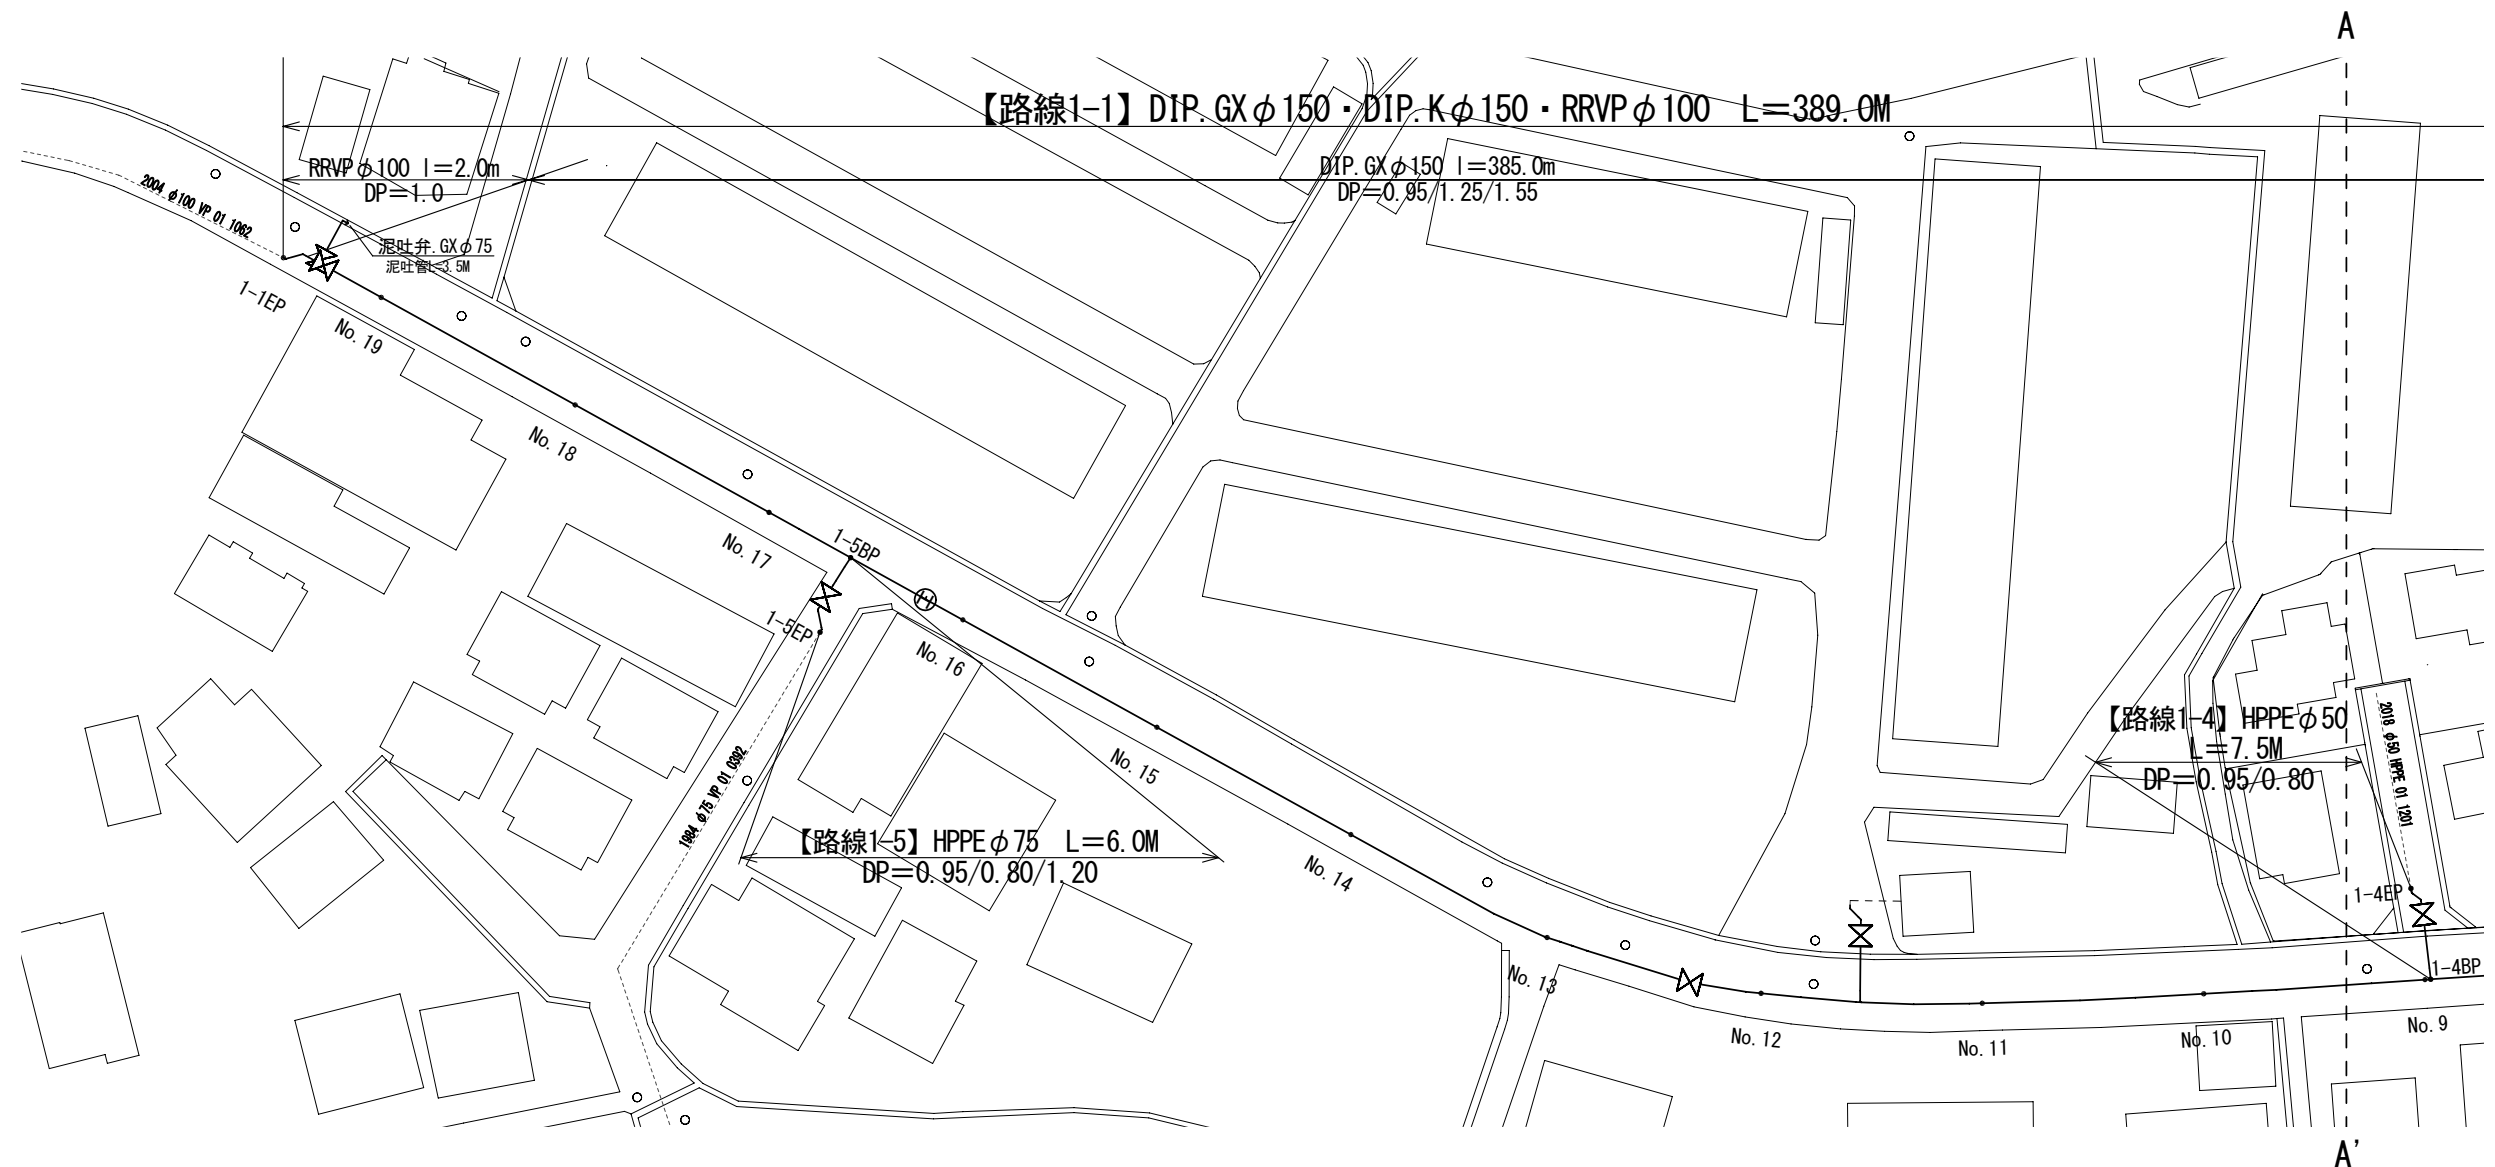 A
【路線1-1】DIP.GXφ150・DIP.Kφ150・RRVPφ100　L=389.0M
RRVPφ100 l=2.0m
DP=1.0
DIP.GXφ150 l=385.0m
DP=0.95/1.25/1.55
2004 φ100 VP 01 1062
泥吐弁.GXφ75
泥吐管L=3.5M
1-1EP
No.19
No.18
No.17
1-5BP
1-5EP
No.16
No.15
1984 φ75 VP 01 0392
【路線1-5】HPPEφ75　L=6.0M
DP=0.95/0.80/1.20
No.14
No.13
No.12
No.11
No.10
No.9
【路線1-4】HPPEφ50
L=7.5M
DP=0.95/0.80
2018 φ50 HPPE 01 1201
1-4EP
1-4BP
A'